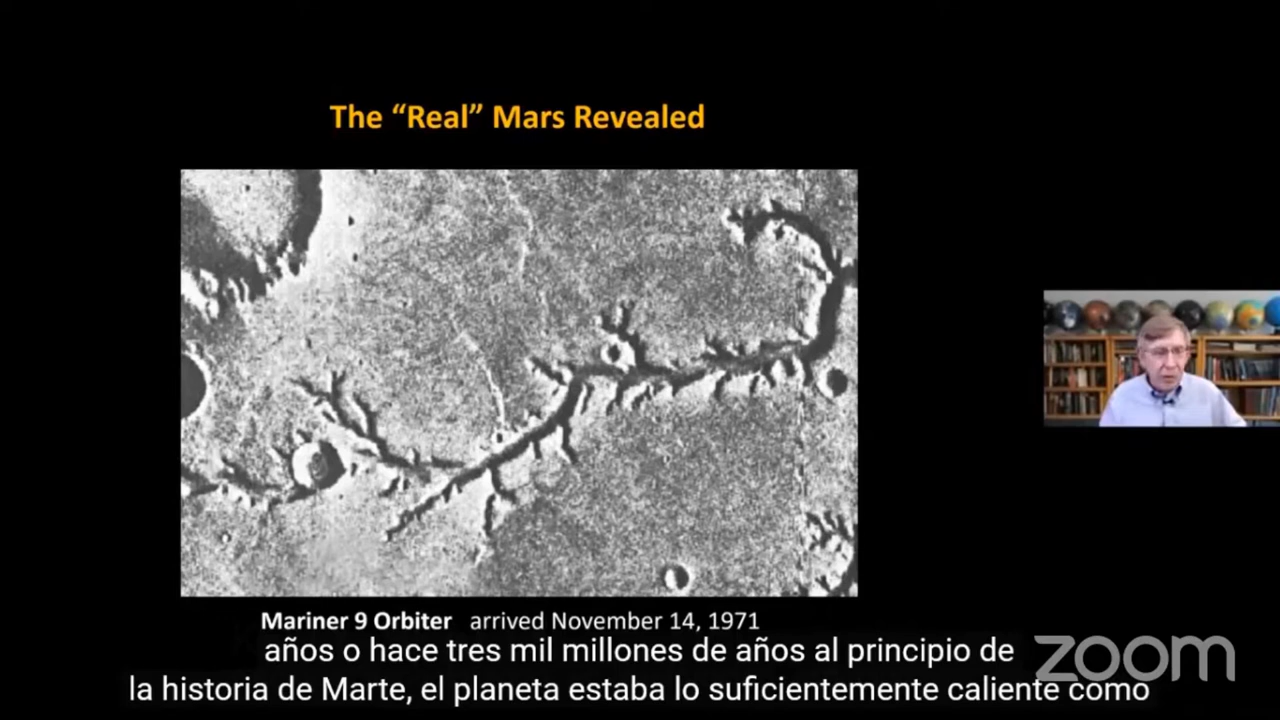 The “Real” Mars Revealed
Mariner 9 Orbiter arrived November 14, 1971
años o hace tres mil millones de años al principio de
la historia de Marte, el planeta estaba lo suficientemente caliente como
zoom